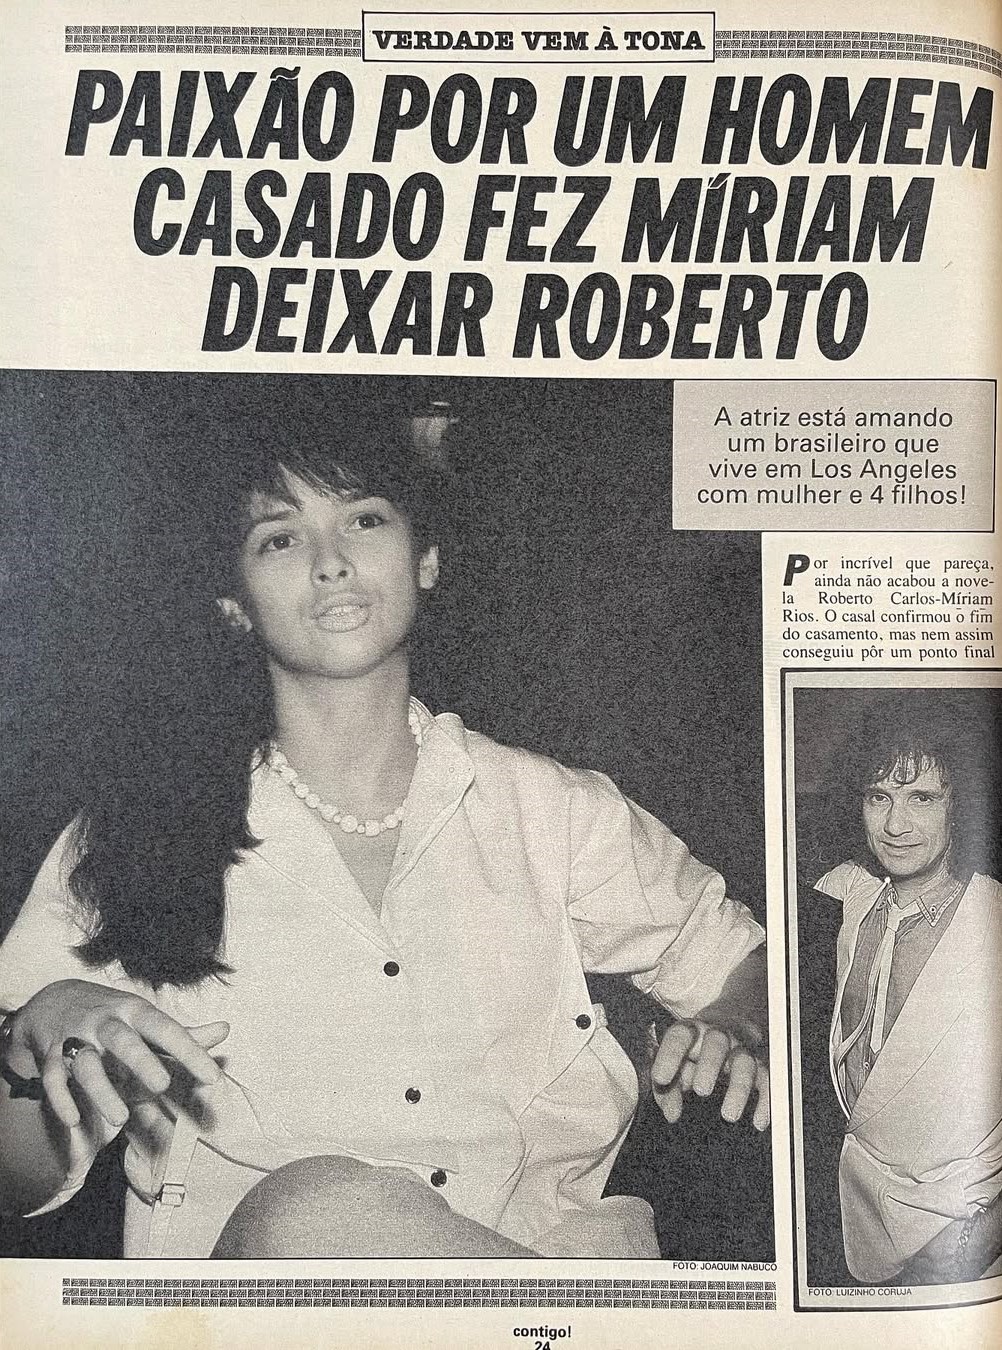 VERDADE VEM À TONA
PAIXÃO POR UM HOMEM
CASADO FEZ MÍRIAM
DEIXAR ROBERTO
A atriz está amando
um brasileiro que
vive em Los Angeles
com mulher e 4 filhos!
Por incrível que pareça,
ainda não acabou a nove-
la Roberto Carlos-Míriam
Rios. O casal confirmou o fim
do casamento, mas nem assim
conseguiu pôr um ponto final
FOTO: JOAQUIM NABUCO
FOTO: LUIZINHO CORUJA
contigo!
24